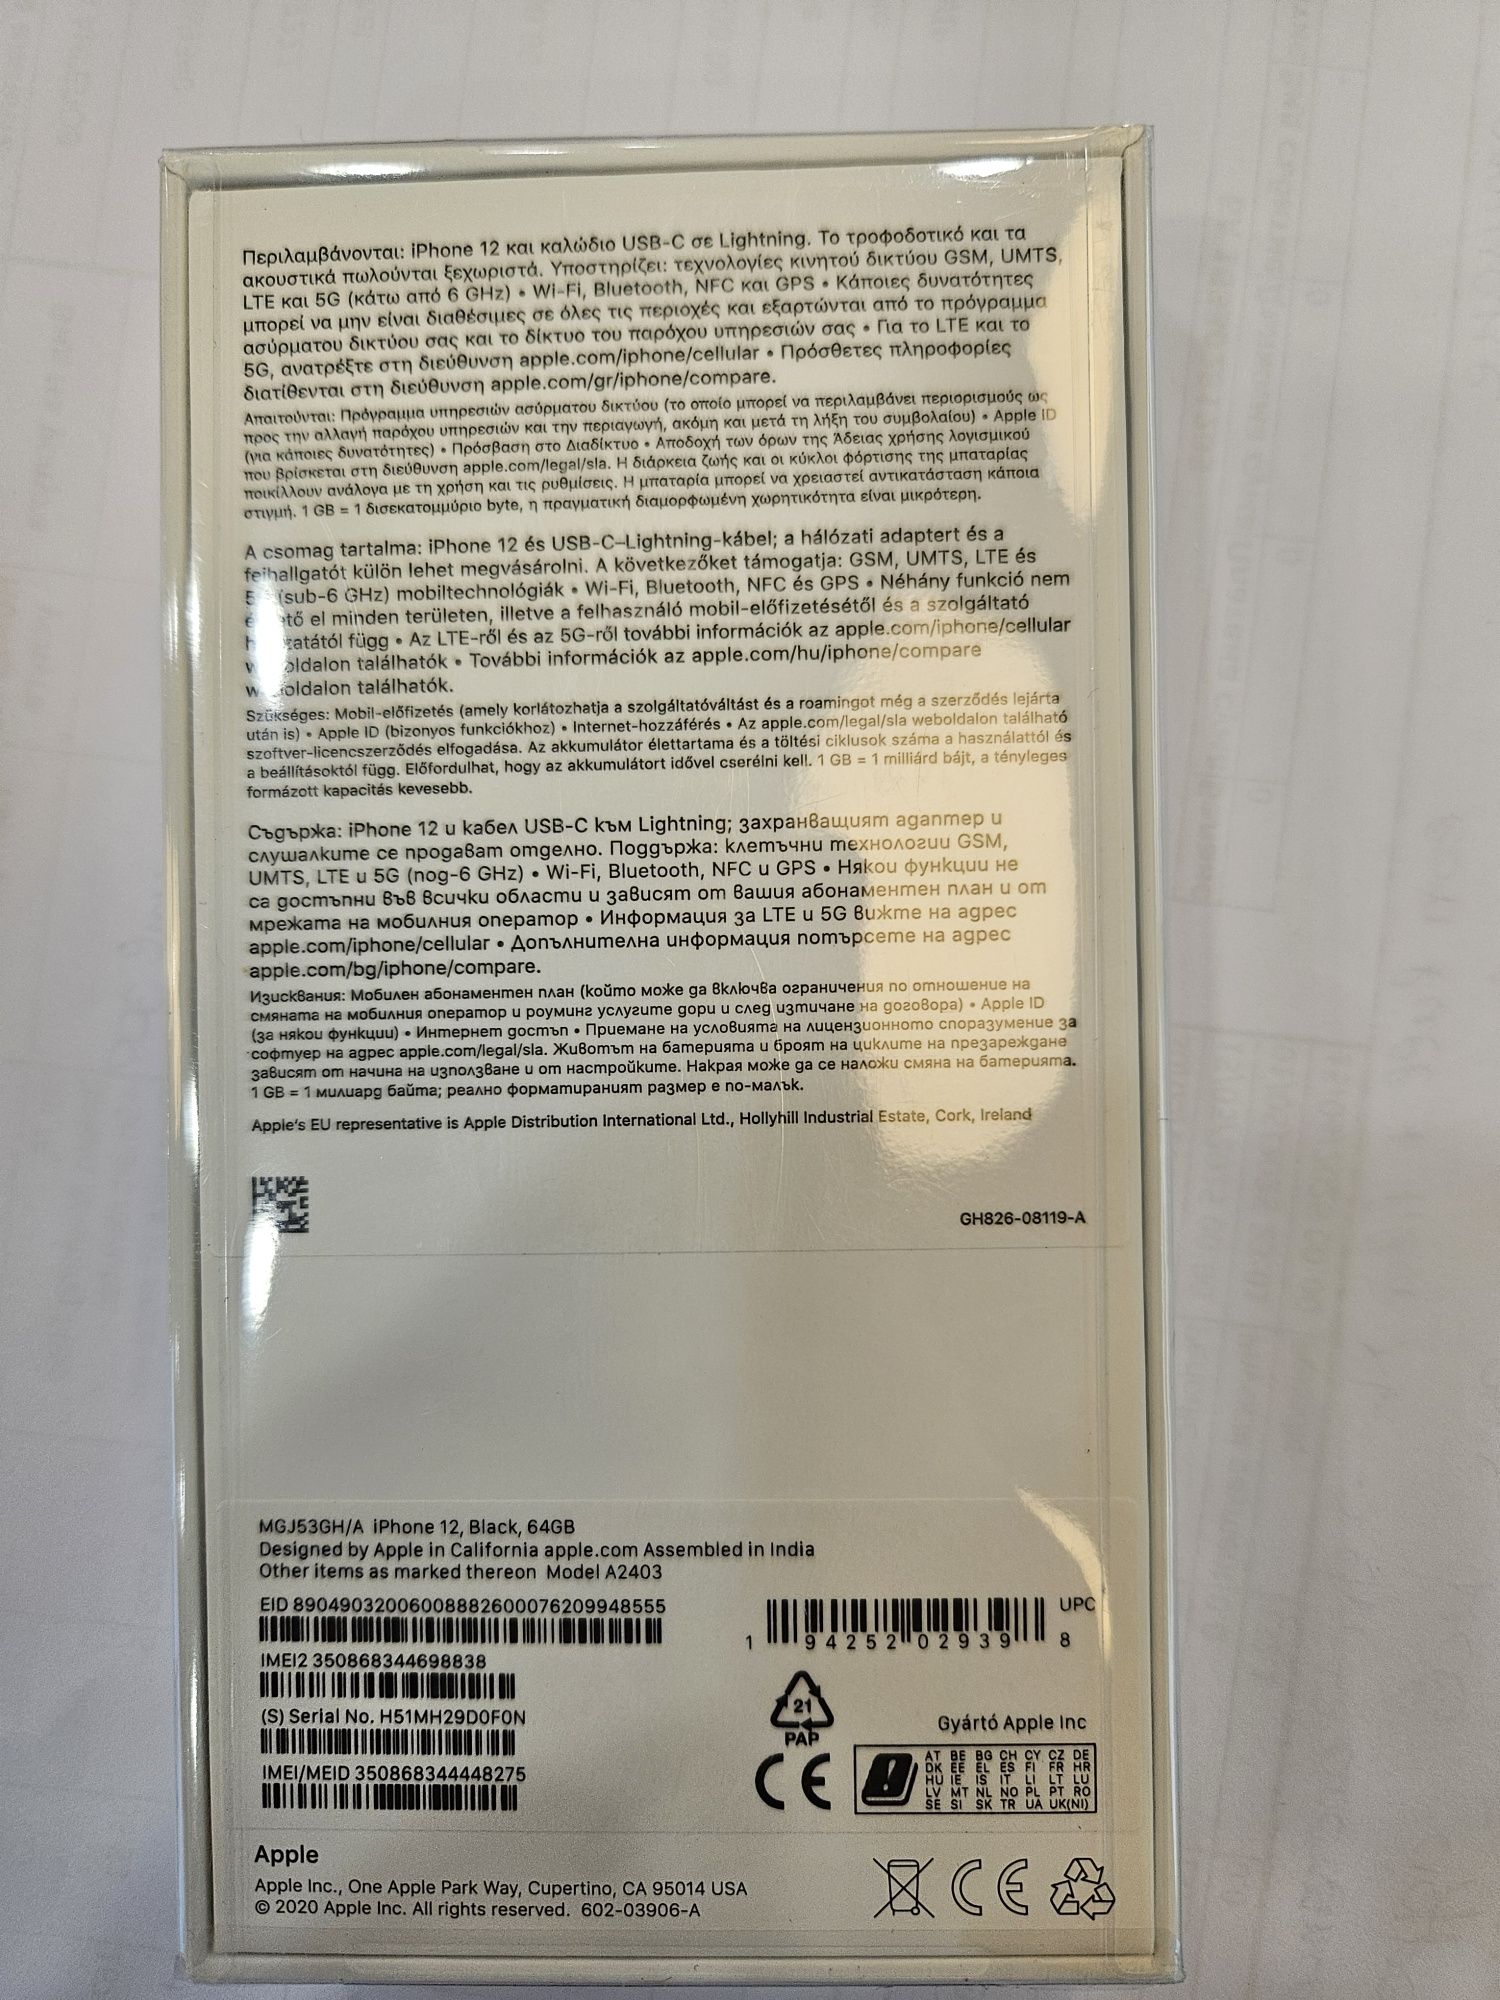 Περιλαμβάνονται: iPhone 12 και καλώδιο USB-C σε Lightning. Το τροφοδοτικό και τα
ακουστικά πωλούνται ξεχωριστά. Υποστηρίζει: τεχνολογίες κινητού δικτύου GSM, UMTS,
LTE και 5G (κάτω από 6 GHz) • Wi-Fi, Bluetooth, NFC και GPS • Κάποιες δυνατότητες
μπορεί να μην είναι διαθέσιμες σε όλες τις περιοχές και εξαρτώνται από το πρόγραμμα
ασύρματου δικτύου σας και το δίκτυο του παρόχου υπηρεσιών σας • Για το LTE και το
5G, ανατρέξτε στη διεύθυνση apple.com/iphone/cellular • Πρόσθετες πληροφορίες
διατίθενται στη διεύθυνση apple.com/gr/iphone/compare.
Απαιτούνται: Πρόγραμμα υπηρεσιών ασύρματου δικτύου (το οποίο μπορεί να περιλαμβάνει περιορισμούς ως
προς την αλλαγή παρόχου υπηρεσιών και την περιαγωγή, ακόμη και μετά τη λήξη του συμβολαίου) • Apple ID
(για κάποιες δυνατότητες) • Πρόσβαση στο Διαδίκτυο • Αποδοχή των όρων της Άδειας χρήσης λογισμικού
που βρίσκεται στη διεύθυνση apple.com/legal/sla. Η διάρκεια ζωής και οι κύκλοι φόρτισης της μπαταρίας
ποικίλλουν ανάλογα με τη χρήση και τις ρυθμίσεις. Η μπαταρία μπορεί να χρειαστεί αντικατάσταση κάποια
στιγμή. 1 GB = 1 δισεκατομμύριο byte, η πραγματική διαμορφωμένη χωρητικότητα είναι μικρότερη.
A csomag tartalma: iPhone 12 és USB-C–Lightning-kábel; a hálózati adaptert és a
fejhallgatót külön lehet megvásárolni. A következőket támogatja: GSM, UMTS, LTE és
(sub-6 GHz) mobiltechnológiák • Wi-Fi, Bluetooth, NFC és GPS • Néhány funkció nem
el minden területen, illetve a felhasználó mobil-előfizetésétől és a szolgáltató
függ • Az LTE-ről és az 5G-ről további információk az apple.com/iphone/cellular
találhatók • További információk az apple.com/hu/iphone/compare
találhatók.
Szükséges: Mobil-előfizetés (amely korlátozhatja a szolgáltatóváltást és a roamingot még a szerződés lejárta
után is) • Apple ID (bizonyos funkciókhoz) • Internet-hozzáférés • Az apple.com/legal/sla weboldalon található
szoftver-licencszerződés elfogadása. Az akkumulátor élettartama és a töltési ciklusok száma a használattól és
a beállításoktól függ. Előfordulhat, hogy az akkumulátort idővel cserélni kell. 1 GB = 1 milliárd bájt, a tényleges
formázott kapacitás kevesebb.
Съдържа: iPhone 12 и кабел USB-C към Lightning; захранващият адаптер и
слушалките се продават отделно. Поддържа: клетъчни технологии GSM,
UMTS, LTE и 5G (под-6 GHz) • Wi-Fi, Bluetooth, NFC и GPS • Някои функции не
са достъпни във всички области и зависят от вашия абонаментен план и от
мрежата на мобилния оператор • Информация за LTE и 5G вижте на адрес
apple.com/iphone/cellular • Допълнителна информация потърсете на адрес
apple.com/bg/iphone/compare.
Изисквания: Мобилен абонаментен план (който може да включва ограничения по отношение на
смяната на мобилния оператор и роуминг услугите дори и след изтичане на договора) • Apple ID
(за някои функции) • Интернет достъп • Приемане на условията на лицензионното споразумение за
софтуер на адрес apple.com/legal/sla. Животът на батерията и броят на циклите на презареждане
зависят от начина на използване и от настройките. Накрая може да се наложи смяна на батерията.
1 GB = 1 милиард байта; реално форматираният размер е по-малък.
Apple's EU representative is Apple Distribution International Ltd., Hollyhill Industrial Estate, Cork, Ireland
GH826-08119-A
MGJ53GH/A iPhone 12, Black, 64GB
Designed by Apple in California apple.com Assembled in India
Other items as marked thereon Model A2403
EID 89049032006008882600076209948555
UPC
1 94252 02939 8
IMEI2 350868344698838
(S) Serial No. H51MH29D0F0N
IMEI/MEID 350868344448275
21
PAP
Gyártó Apple Inc
CE
AT BE BG CH CY CZ DE
DK EE EL ES FI FR HR
HU IE IS IT LI LT LU
LV MT NL NO PL PT RO
SE SI SK TR UA UK(NI)
Apple
Apple Inc., One Apple Park Way, Cupertino, CA 95014 USA
© 2020 Apple Inc. All rights reserved. 602-03906-A
CE